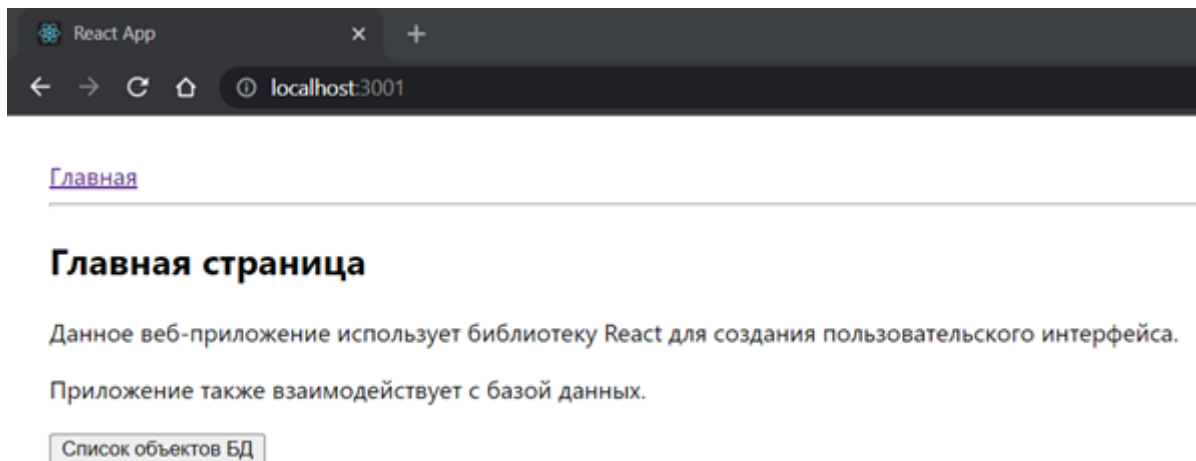 React App
localhost:3001
Главная
Главная страница
Данное веб-приложение использует библиотеку React для создания пользовательского интерфейса.
Приложение также взаимодействует с базой данных.
Список объектов БД